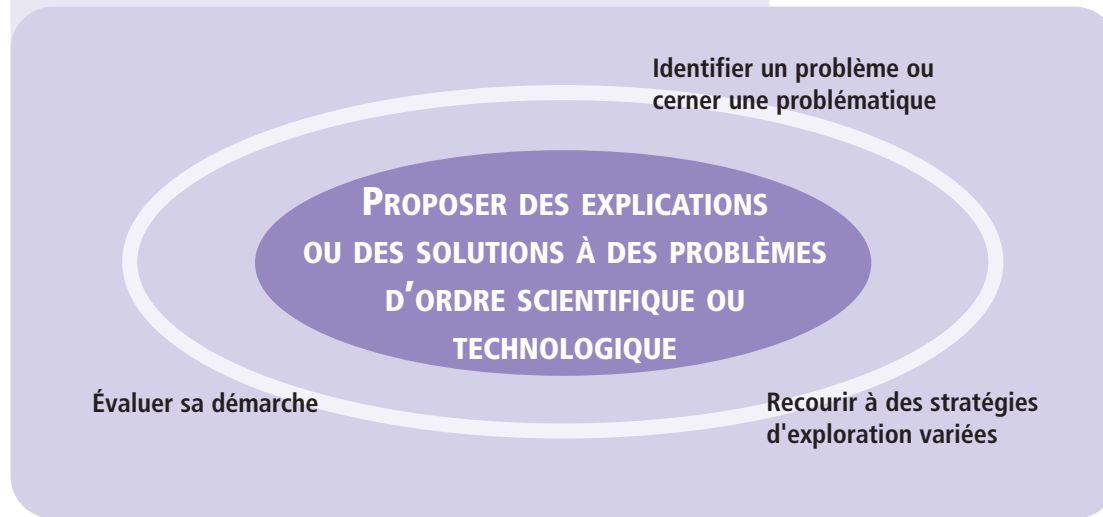 Identifier un problème ou
cerner une problématique
PROPOSER DES EXPLICATIONS
OU DES SOLUTIONS À DES PROBLÈMES
D'ORDRE SCIENTIFIQUE OU
TECHNOLOGIQUE
Évaluer sa démarche
Recourir à des stratégies
d'exploration variées